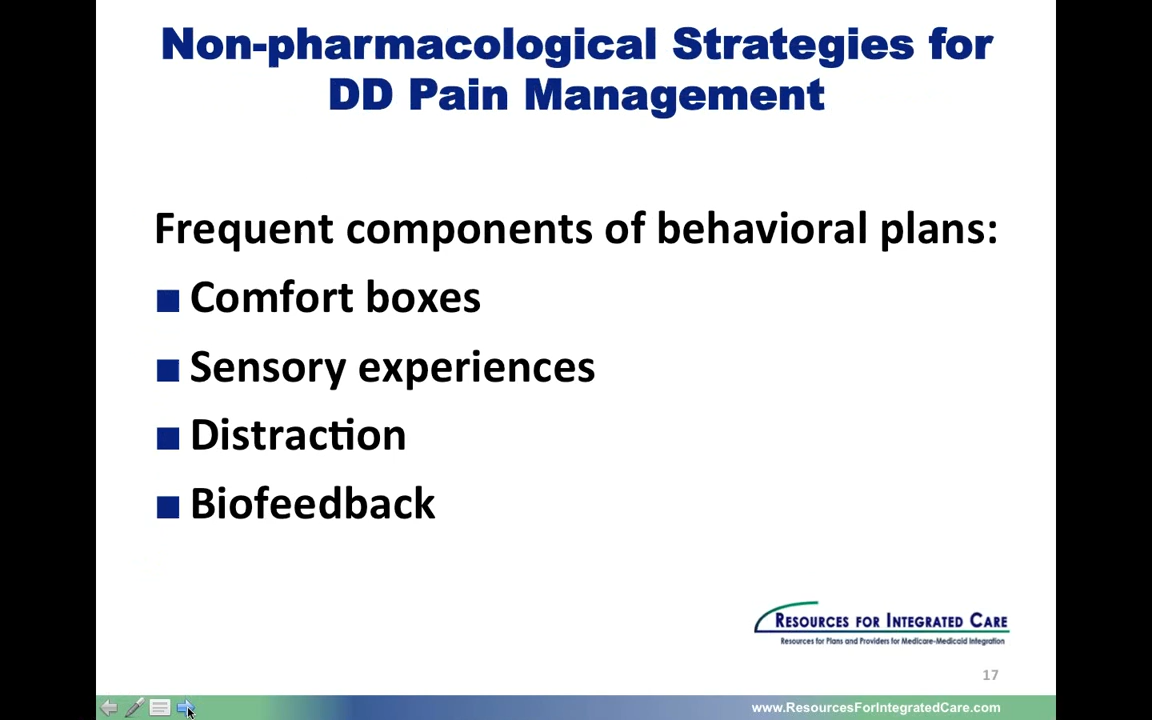 Non-pharmacological Strategies for
DD Pain Management
Frequent components of behavioral plans:
■ Comfort boxes
■ Sensory experiences
■ Distraction
■ Biofeedback
RESOURCES FOR INTEGRATED CARE
Resources for Plans and Providers for Medicare-Medicaid Integration
17
www.ResourcesForIntegratedCare.com